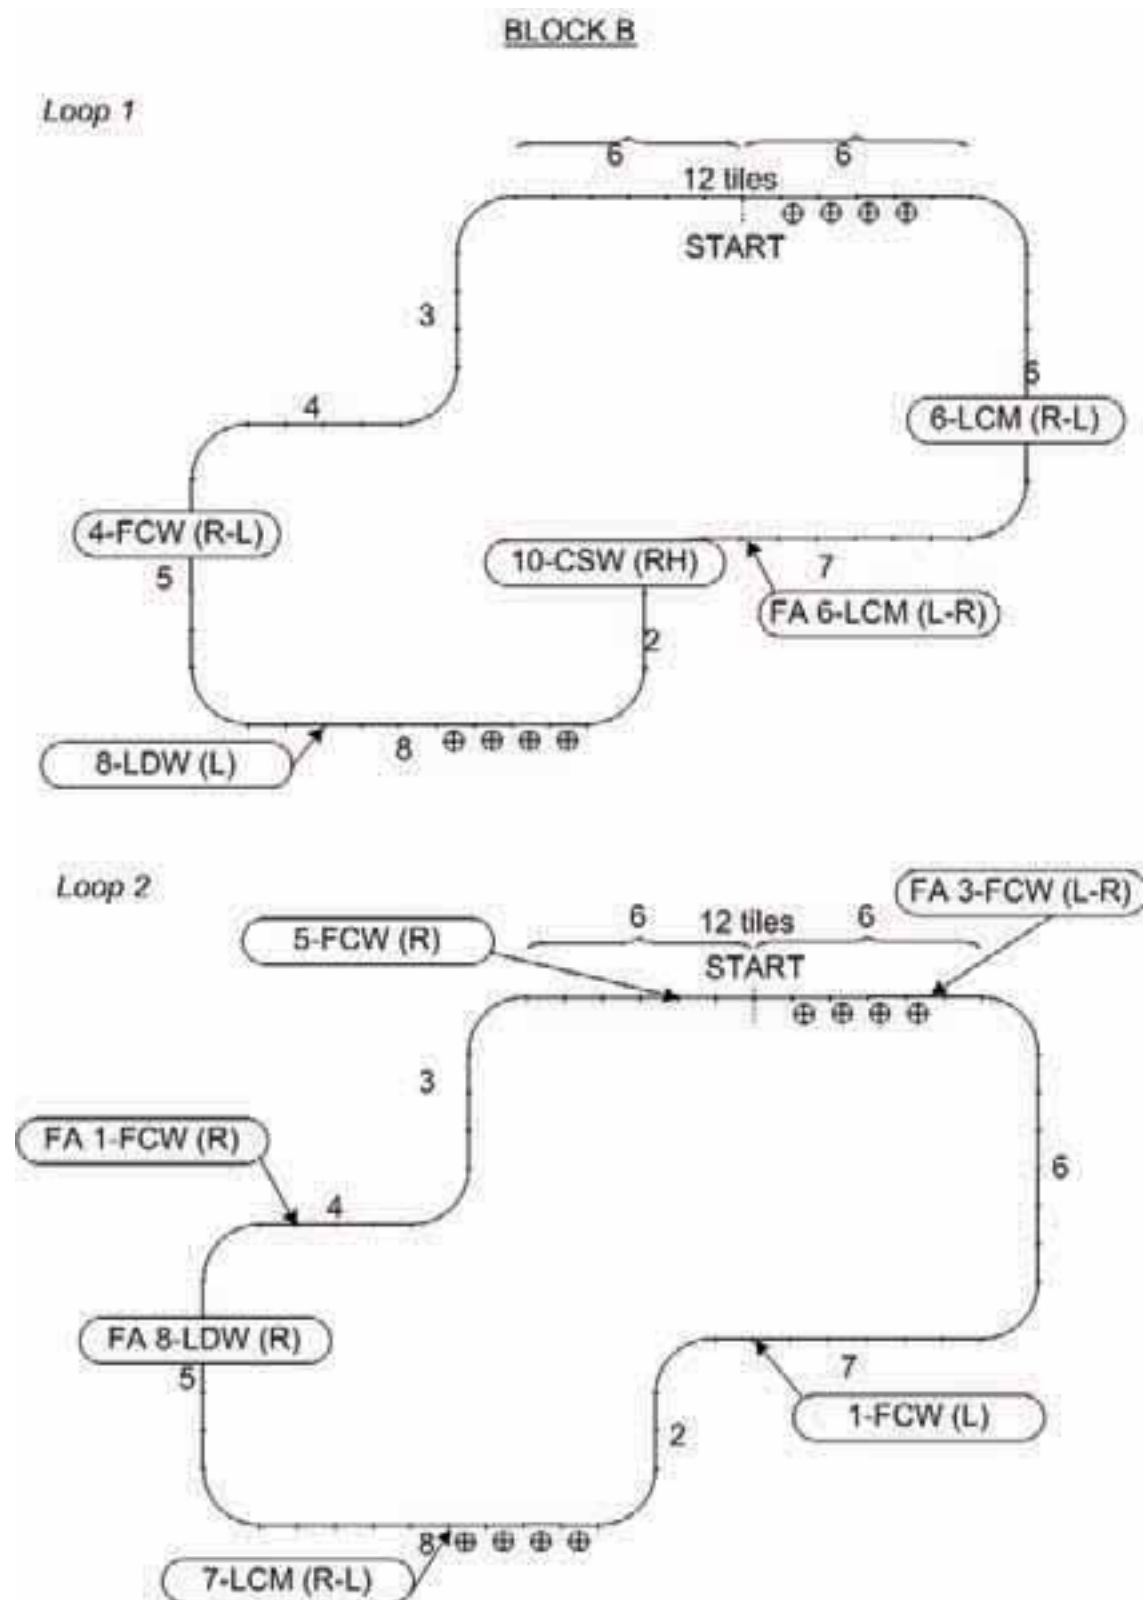 BLOCK B
Loop 1
6 6
12 tiles
START
3
6
4
6-LCM (R-L)
4-FCW (R-L)
10-CSW (RH)
5
7
FA 6-LCM (L-R)
2
8
8-LDW (L)
Loop 2
FA 3-FCW (L-R)
6 12 tiles 6
5-FCW (R)
START
3
FA 1-FCW (R)
6
4
FA 8-LDW (R)
5
7
1-FCW (L)
2
8
7-LCM (R-L)